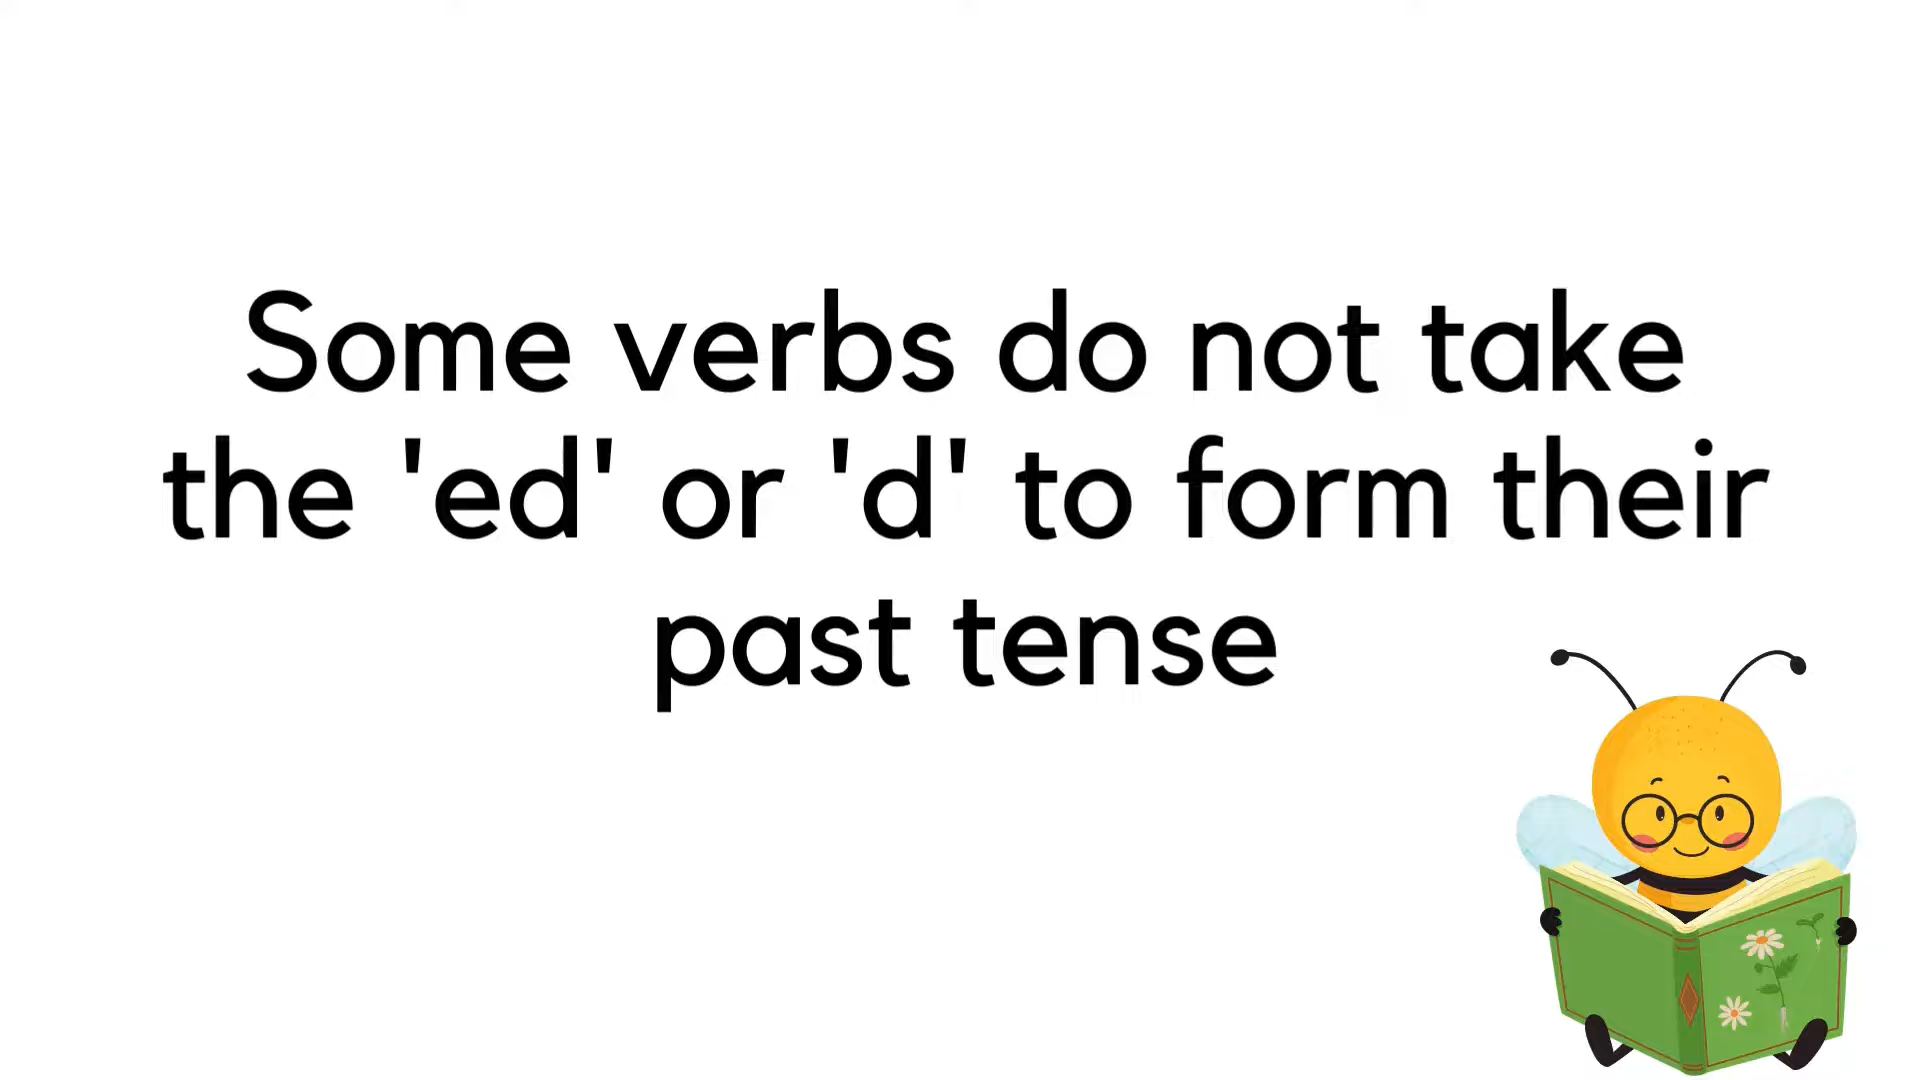 Some verbs do not take
the 'ed' or 'd' to form their
past tense